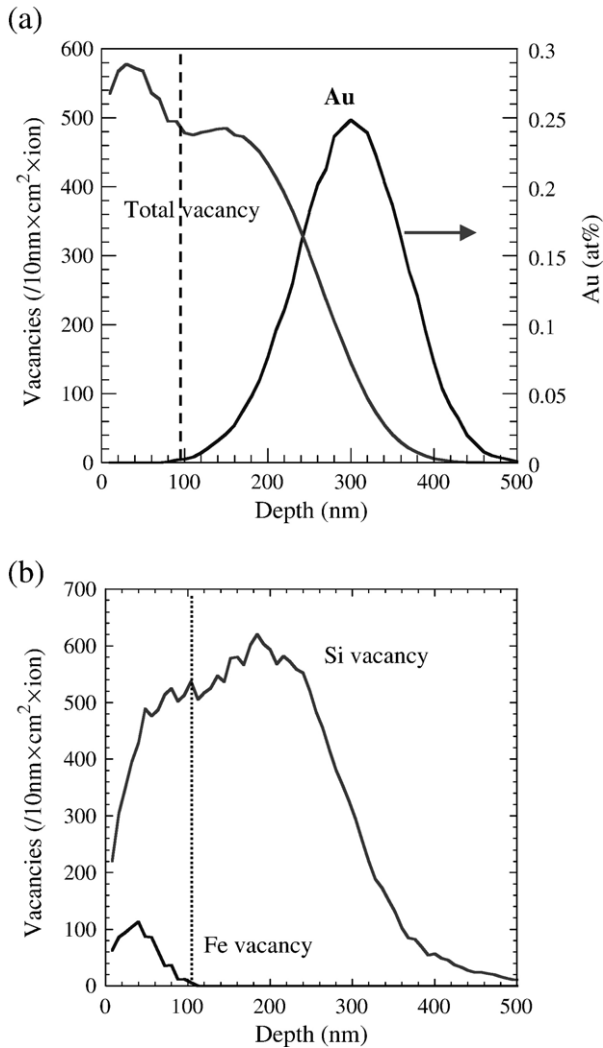 (a)
600
500
400
300
200
100
0
Vacancies (/10nm×cm²×ion)
Au
Total vacancy
0.3
0.25
0.2
0.15
0.1
0.05
0
Au (at%)
0 100 200 300 400 500
Depth (nm)
(b)
700
600
500
400
300
200
100
0
Vacancies (/10nm×cm²×ion)
Si vacancy
Fe vacancy
0 100 200 300 400 500
Depth (nm)